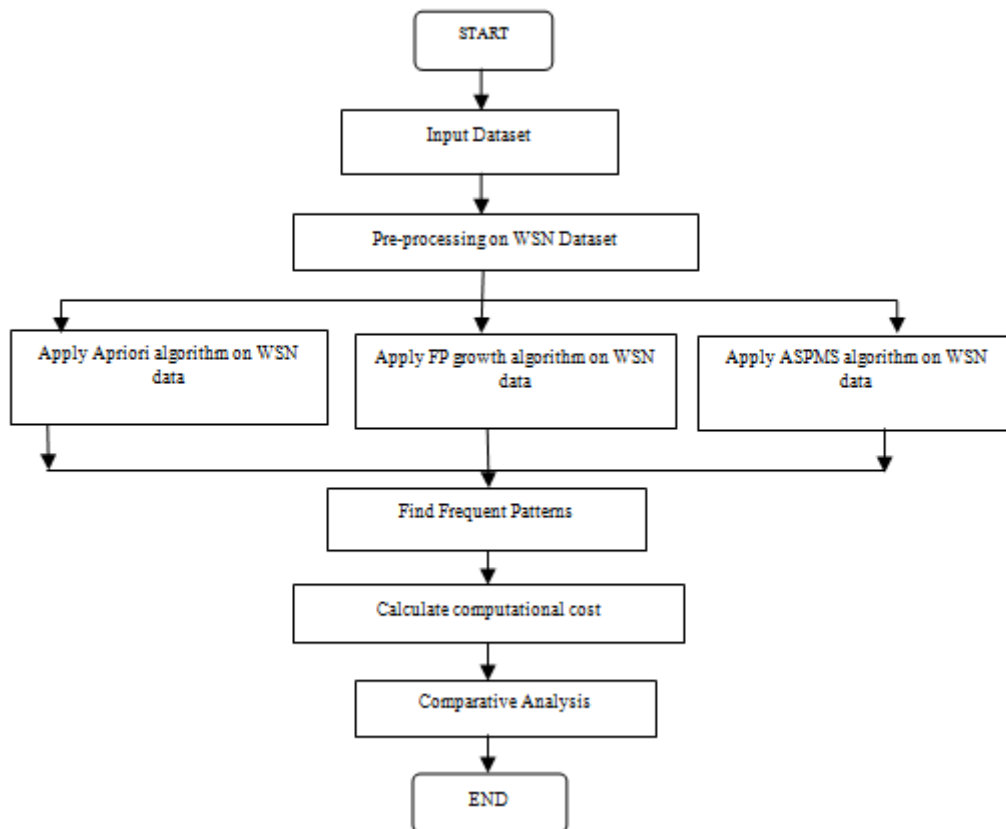 START
Input Dataset
Pre-processing on WSN Dataset
Apply Apriori algorithm on WSN
data
Apply FP growth algorithm on WSN
data
Apply ASPMS algorithm on WSN
data
Find Frequent Patterns
Calculate computational cost
Comparative Analysis
END